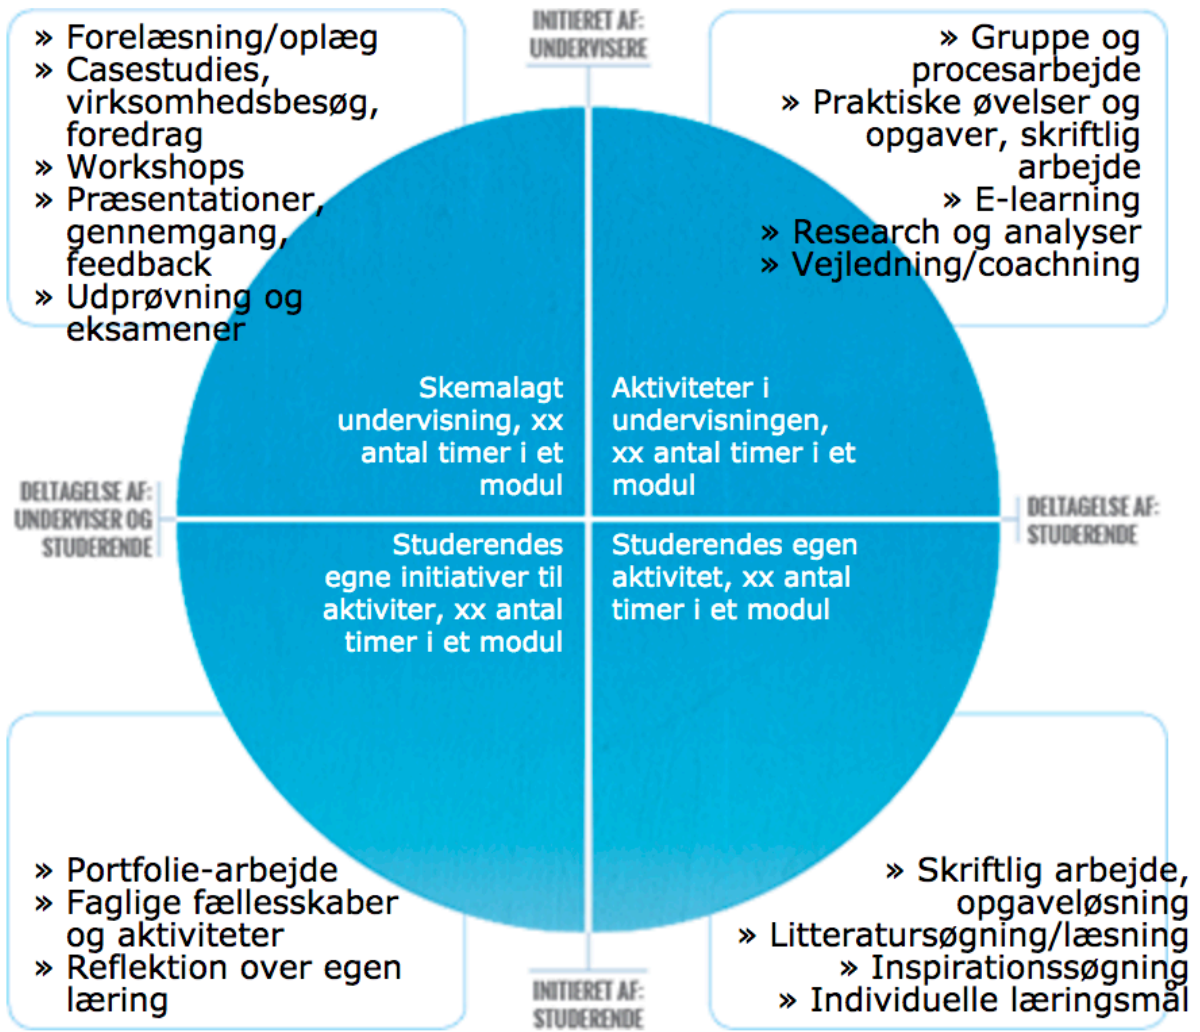 INITIERET AF:
UNDERVISERE
» Forelæsning/oplæg
» Casestudies,
virksomhedsbesøg,
foredrag
» Workshops
» Præsentationer,
gennemgang,
feedback
» Udprøvning og
eksamener
» Gruppe og
procesarbejde
» Praktiske øvelser og
opgaver, skriftlig
arbejde
» E-learning
» Research og analyser
» Vejledning/coachning
Skemalagt
undervisning, xx
antal timer i et
modul
Aktiviteter i
undervisningen,
xx antal timer i et
modul
DELTAGELSE AF:
UNDERVISER OG
STUDERENDE
DELTAGELSE AF:
STUDERENDE
Studerendes
egne initiativer til
aktiviter, xx antal
timer i et modul
Studerendes egen
aktivitet, xx antal
timer i et modul
» Portfolie-arbejde
» Faglige fællesskaber
og aktiviteter
» Reflektion over egen
læring
» Skriftlig arbejde,
opgaveløsning
» Litteratursøgning/læsning
» Inspirationssøgning
» Individuelle læringsmål
INITIERET AF:
STUDERENDE